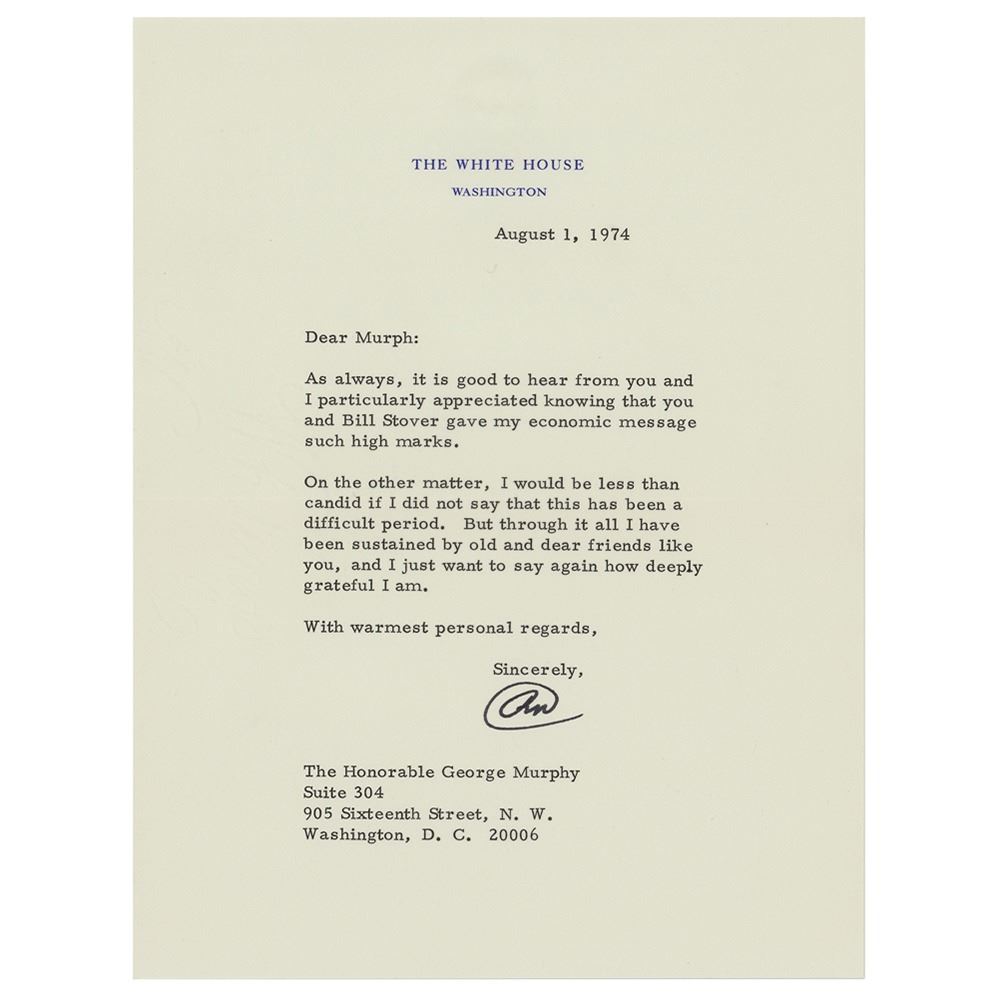 THE WHITE HOUSE
WASHINGTON
August 1, 1974
Dear Murph:
As always, it is good to hear from you and
I particularly appreciated knowing that you
and Bill Stover gave my economic message
such high marks.
On the other matter, I would be less than
candid if I did not say that this has been a
difficult period. But through it all I have
been sustained by old and dear friends like
you, and I just want to say again how deeply
grateful I am.
With warmest personal regards,
Sincerely,
RN
The Honorable George Murphy
Suite 304
905 Sixteenth Street, N. W.
Washington, D. C. 20006